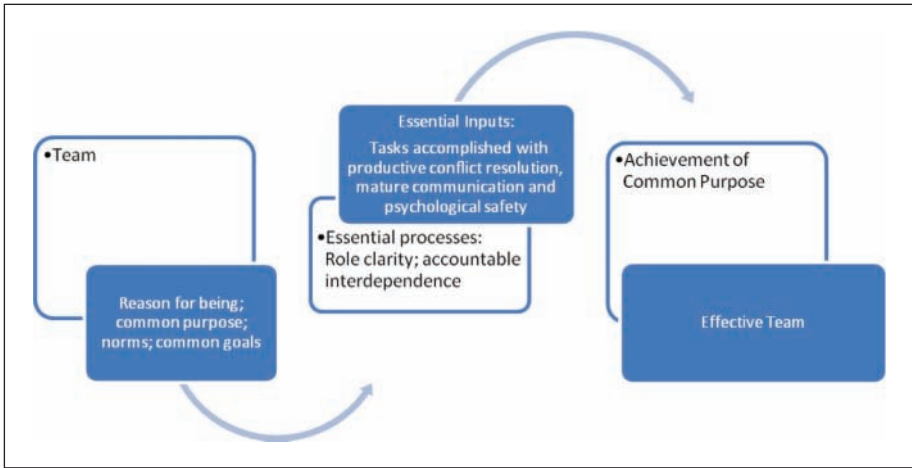 •Team
Reason for being;
common purpose;
norms; common goals
Essential Inputs:
Tasks accomplished with
productive conflict resolution,
mature communication and
psychological safety
•Essential processes:
Role clarity; accountable
interdependence
•Achievement of
Common Purpose
Effective Team